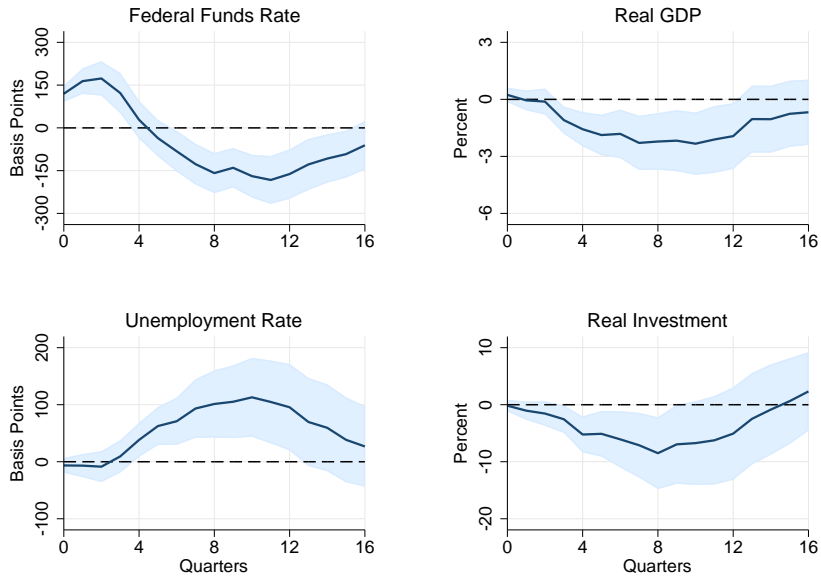 Federal Funds Rate
Basis Points
300
150
0
-150
-300
0 4 8 12 16
Real GDP
Percent
3
0
-3
-6
0 4 8 12 16
Unemployment Rate
Basis Points
200
100
0
-100
0 4 8 12 16
Quarters
Real Investment
Percent
10
0
-10
-20
0 4 8 12 16
Quarters